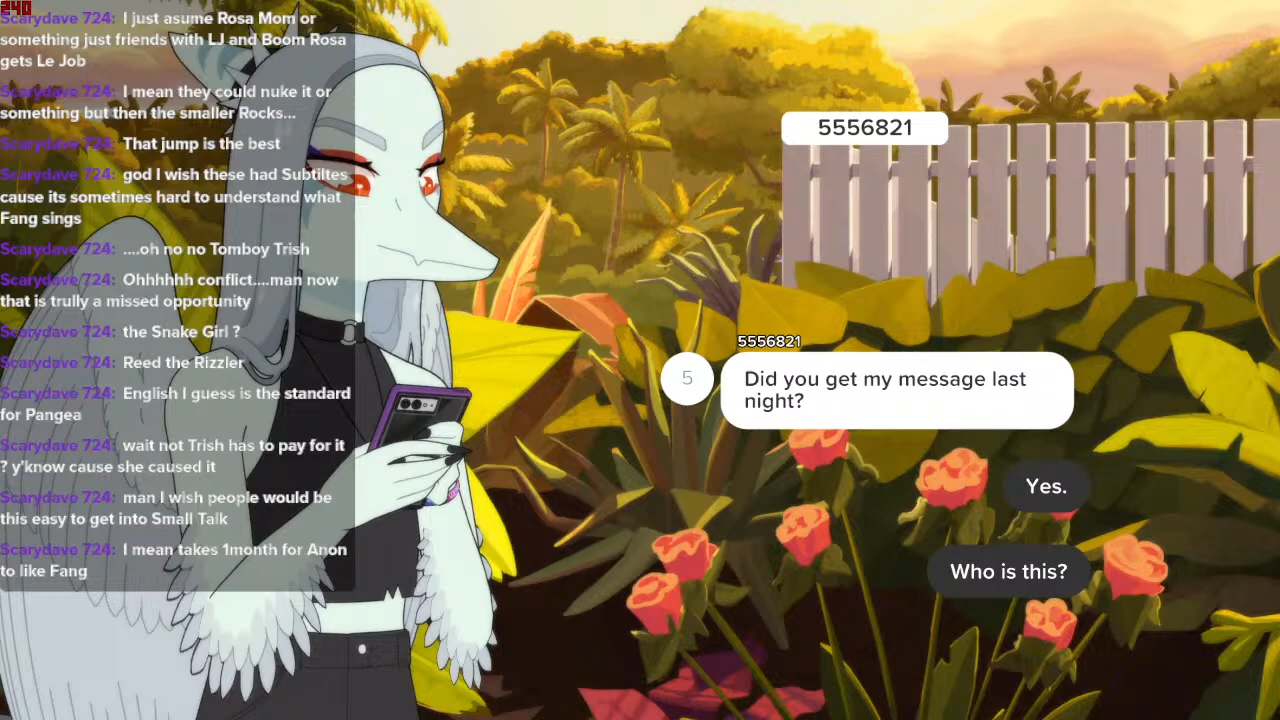 240
Scarydave 724: I just asume Rosa Mom or
something just friends with LJ and Boom Rosa
gets Le Job
Scarydave 724: I mean they could nuke it or
something but then the smaller Rocks...
Scarydave 724: That jump is the best
Scarydave 724: god I wish these had Subtiltes
cause its sometimes hard to understand what
Fang sings
Scarydave 724: ....oh no no Tomboy Trish
Scarydave 724: Ohhhhhh conflict....man now
that is trully a missed opportunity
Scarydave 724: the Snake Girl ?
Scarydave 724: Reed the Rizzler
Scarydave 724: English I guess is the standard
for Pangea
Scarydave 724: wait not Trish has to pay for it
? y'know cause she caused it
Scarydave 724: man I wish people would be
this easy to get into Small Talk
Scarydave 724: I mean takes 1month for Anon
to like Fang
5556821
5556821
5
Did you get my message last
night?
Yes.
Who is this?